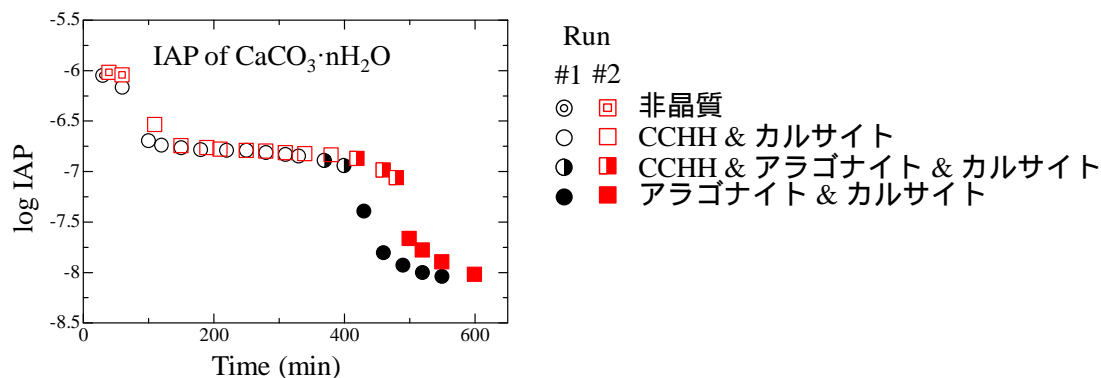 -5.5
-6
-6.5
-7
-7.5
-8
-8.5
log IAP
IAP of CaCO₃·nH₂O
0
200
400
600
Time (min)
Run
#1 #2
非晶質
CCHH & カルサイト
CCHH & アラゴナイト & カルサイト
アラゴナイト & カルサイト